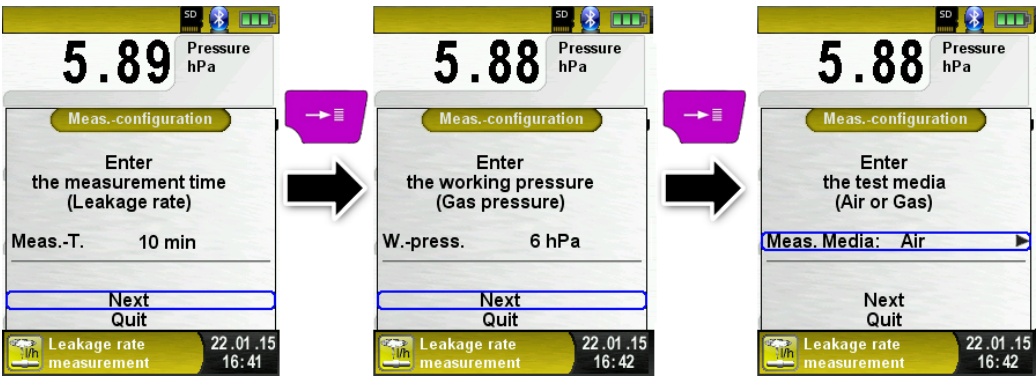 SD
5.89
Pressure
hPa
Meas.-configuration
Enter
the measurement time
(Leakage rate)
Meas.-T. 10 min
Next
Quit
l/h
Leakage rate
measurement
22.01.15
16:41
SD
5.88
Pressure
hPa
Meas.-configuration
Enter
the working pressure
(Gas pressure)
W.-press. 6 hPa
Next
Quit
l/h
Leakage rate
measurement
22.01.15
16:42
SD
5.88
Pressure
hPa
Meas.-configuration
Enter
the test media
(Air or Gas)
Meas. Media: Air
Next
Quit
l/h
Leakage rate
measurement
22.01.15
16:42